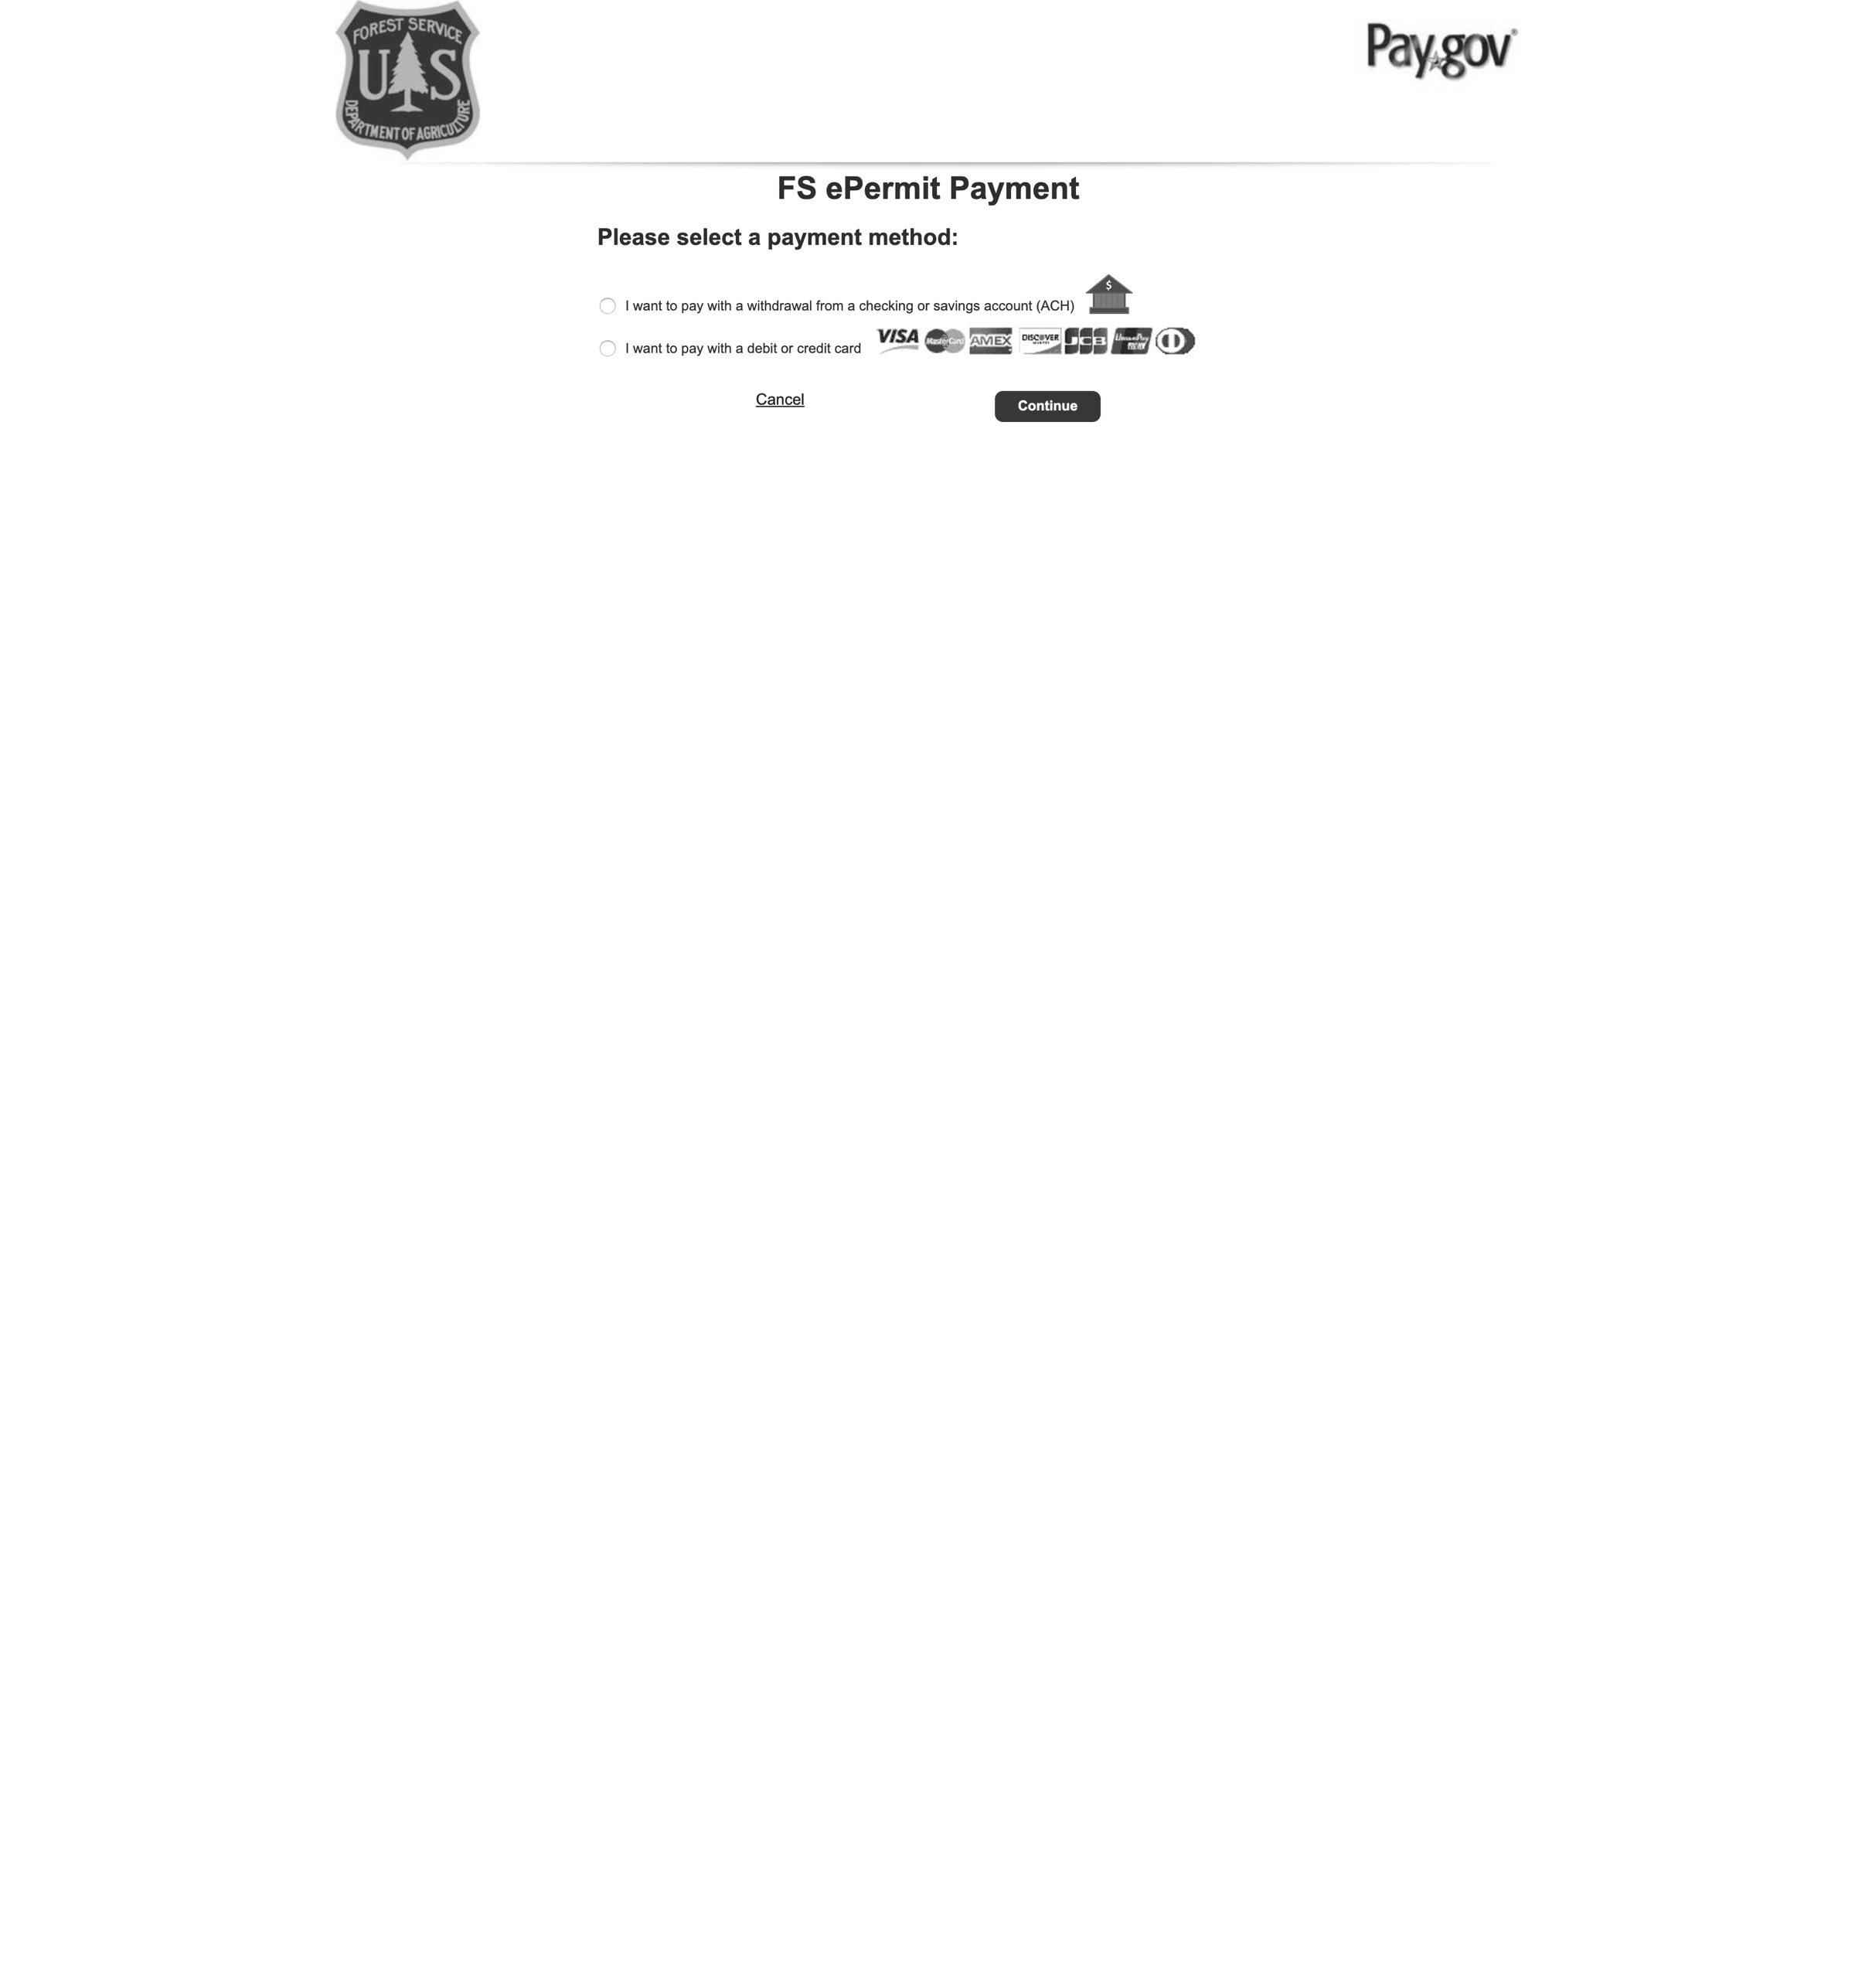 FOREST SERVICE
U S
DEPARTMENT OF AGRICULTURE
Pay.gov®
FS ePermit Payment
Please select a payment method:
$
I want to pay with a withdrawal from a checking or savings account (ACH)
I want to pay with a debit or credit card VISA MasterCard AMEX DISCOVER JCB UnionPay
Cancel Continue